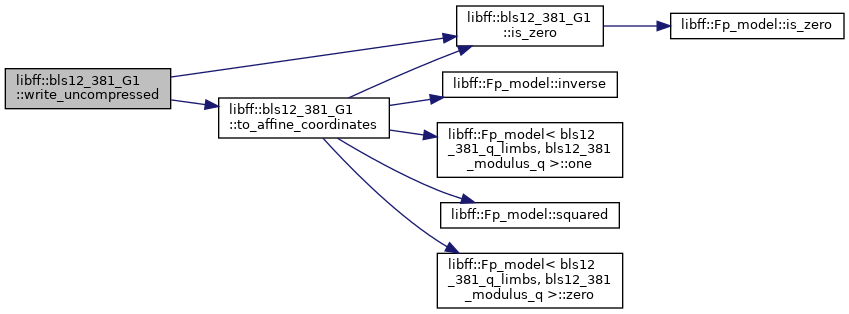 libff::bls12_381_G1
::write_uncompressed
libff::bls12_381_G1
::to_affine_coordinates
libff::bls12_381_G1
::is_zero
libff::Fp_model::is_zero
libff::Fp_model::inverse
libff::Fp_model< bls12
_381_q_limbs, bls12_381
_modulus_q >::one
libff::Fp_model::squared
libff::Fp_model< bls12
_381_q_limbs, bls12_381
_modulus_q >::zero